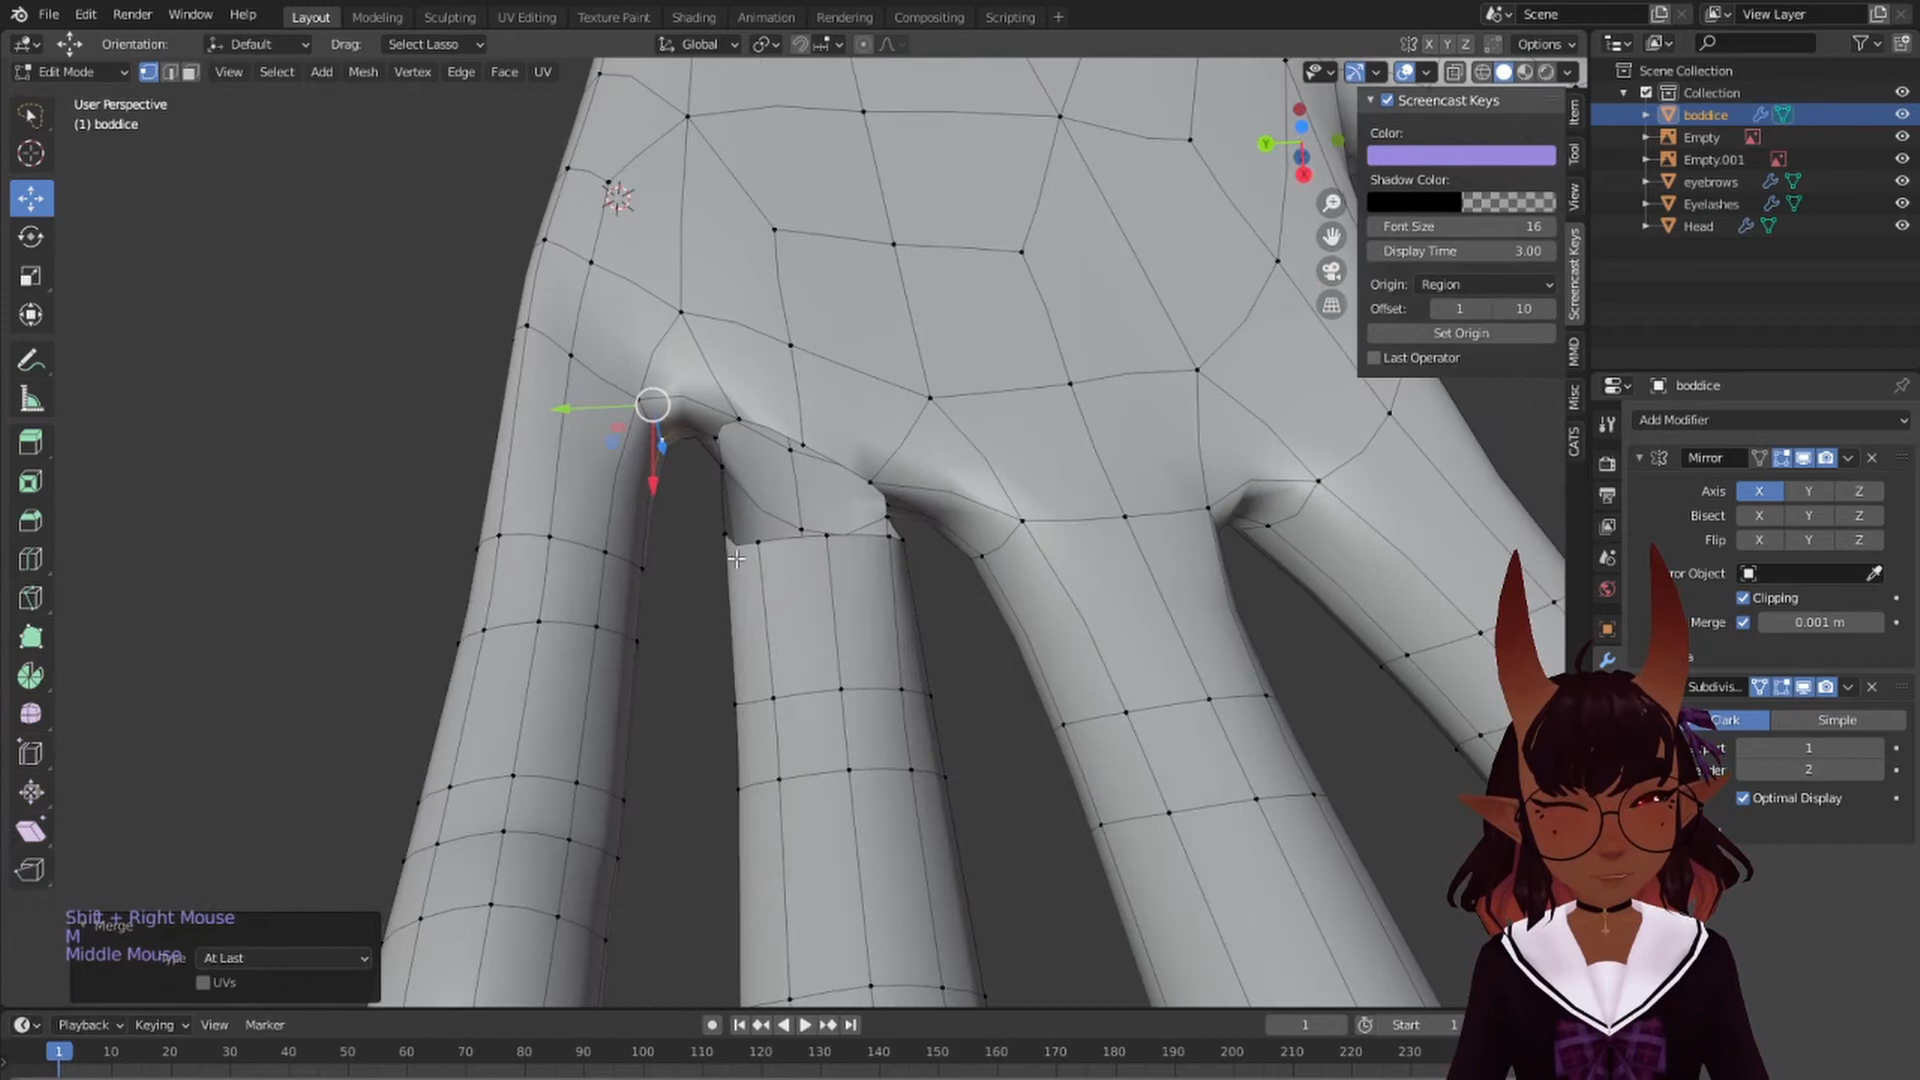 File Edit Render Window Help Layout Modeling Sculpting UV Editing Texture Paint Shading Animation Rendering Compositing Scripting + Scene View Layer
Orientation: Default Drag: Select Lasso Global X Y Z Options
Edit Mode View Select Add Mesh Vertex Edge Face UV
User Perspective
(1) boddice
Y
X
Screencast Keys
Color:
Shadow Color:
Font Size 16
Display Time 3.00
Origin: Region
Offset: 1 10
Set Origin
Last Operator
Item
Tool
View
Screencast Keys
MMD
Misc
CATS
Scene Collection
Collection
boddice
Empty
Empty.001
eyebrows
Eyelashes
Head
boddice
Add Modifier
Mirror
Axis X Y Z
Bisect X Y Z
Flip X Y Z
Object
Clipping
Merge 0.001 m
Subdivis...
Clark Simple
1
2
Optimal Display
Shift + Right Mouse
Merge
M
Middle Mouse
At Last
UVs
Playback Keying View Marker 1 Start 1
1 10 20 30 40 50 60 70 80 90 100 110 120 130 140 150 160 170 180 190 200 210 220 230